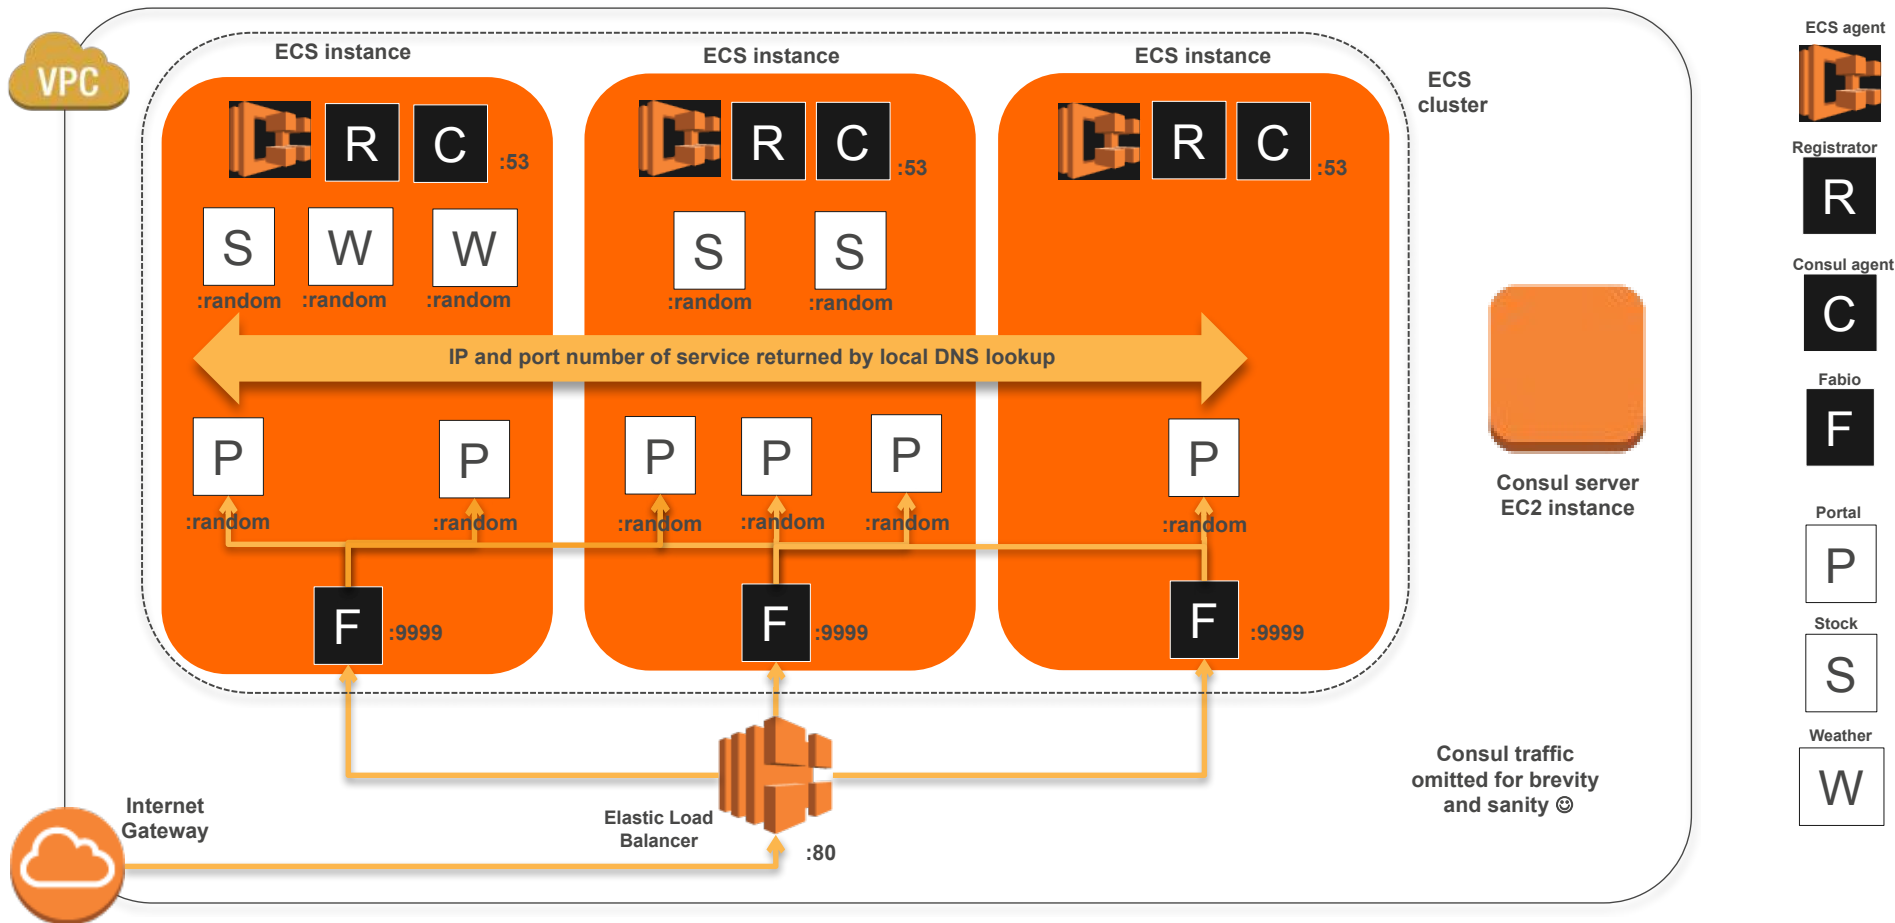 VPC
ECS instance
ECS instance
ECS instance
ECS
cluster
R
C
:53
R
C
:53
R
C
:53
S
W
W
:random
:random
:random
S
S
:random
:random
IP and port number of service returned by local DNS lookup
P
P
P
P
P
P
:random
:random
:random
:random
:random
:random
F
:9999
F
:9999
F
:9999
Consul server
EC2 instance
Internet
Gateway
Elastic Load
Balancer
:80
Consul traffic
omitted for brevity
and sanity ☺
ECS agent
Registrator
R
Consul agent
C
Fabio
F
Portal
P
Stock
S
Weather
W